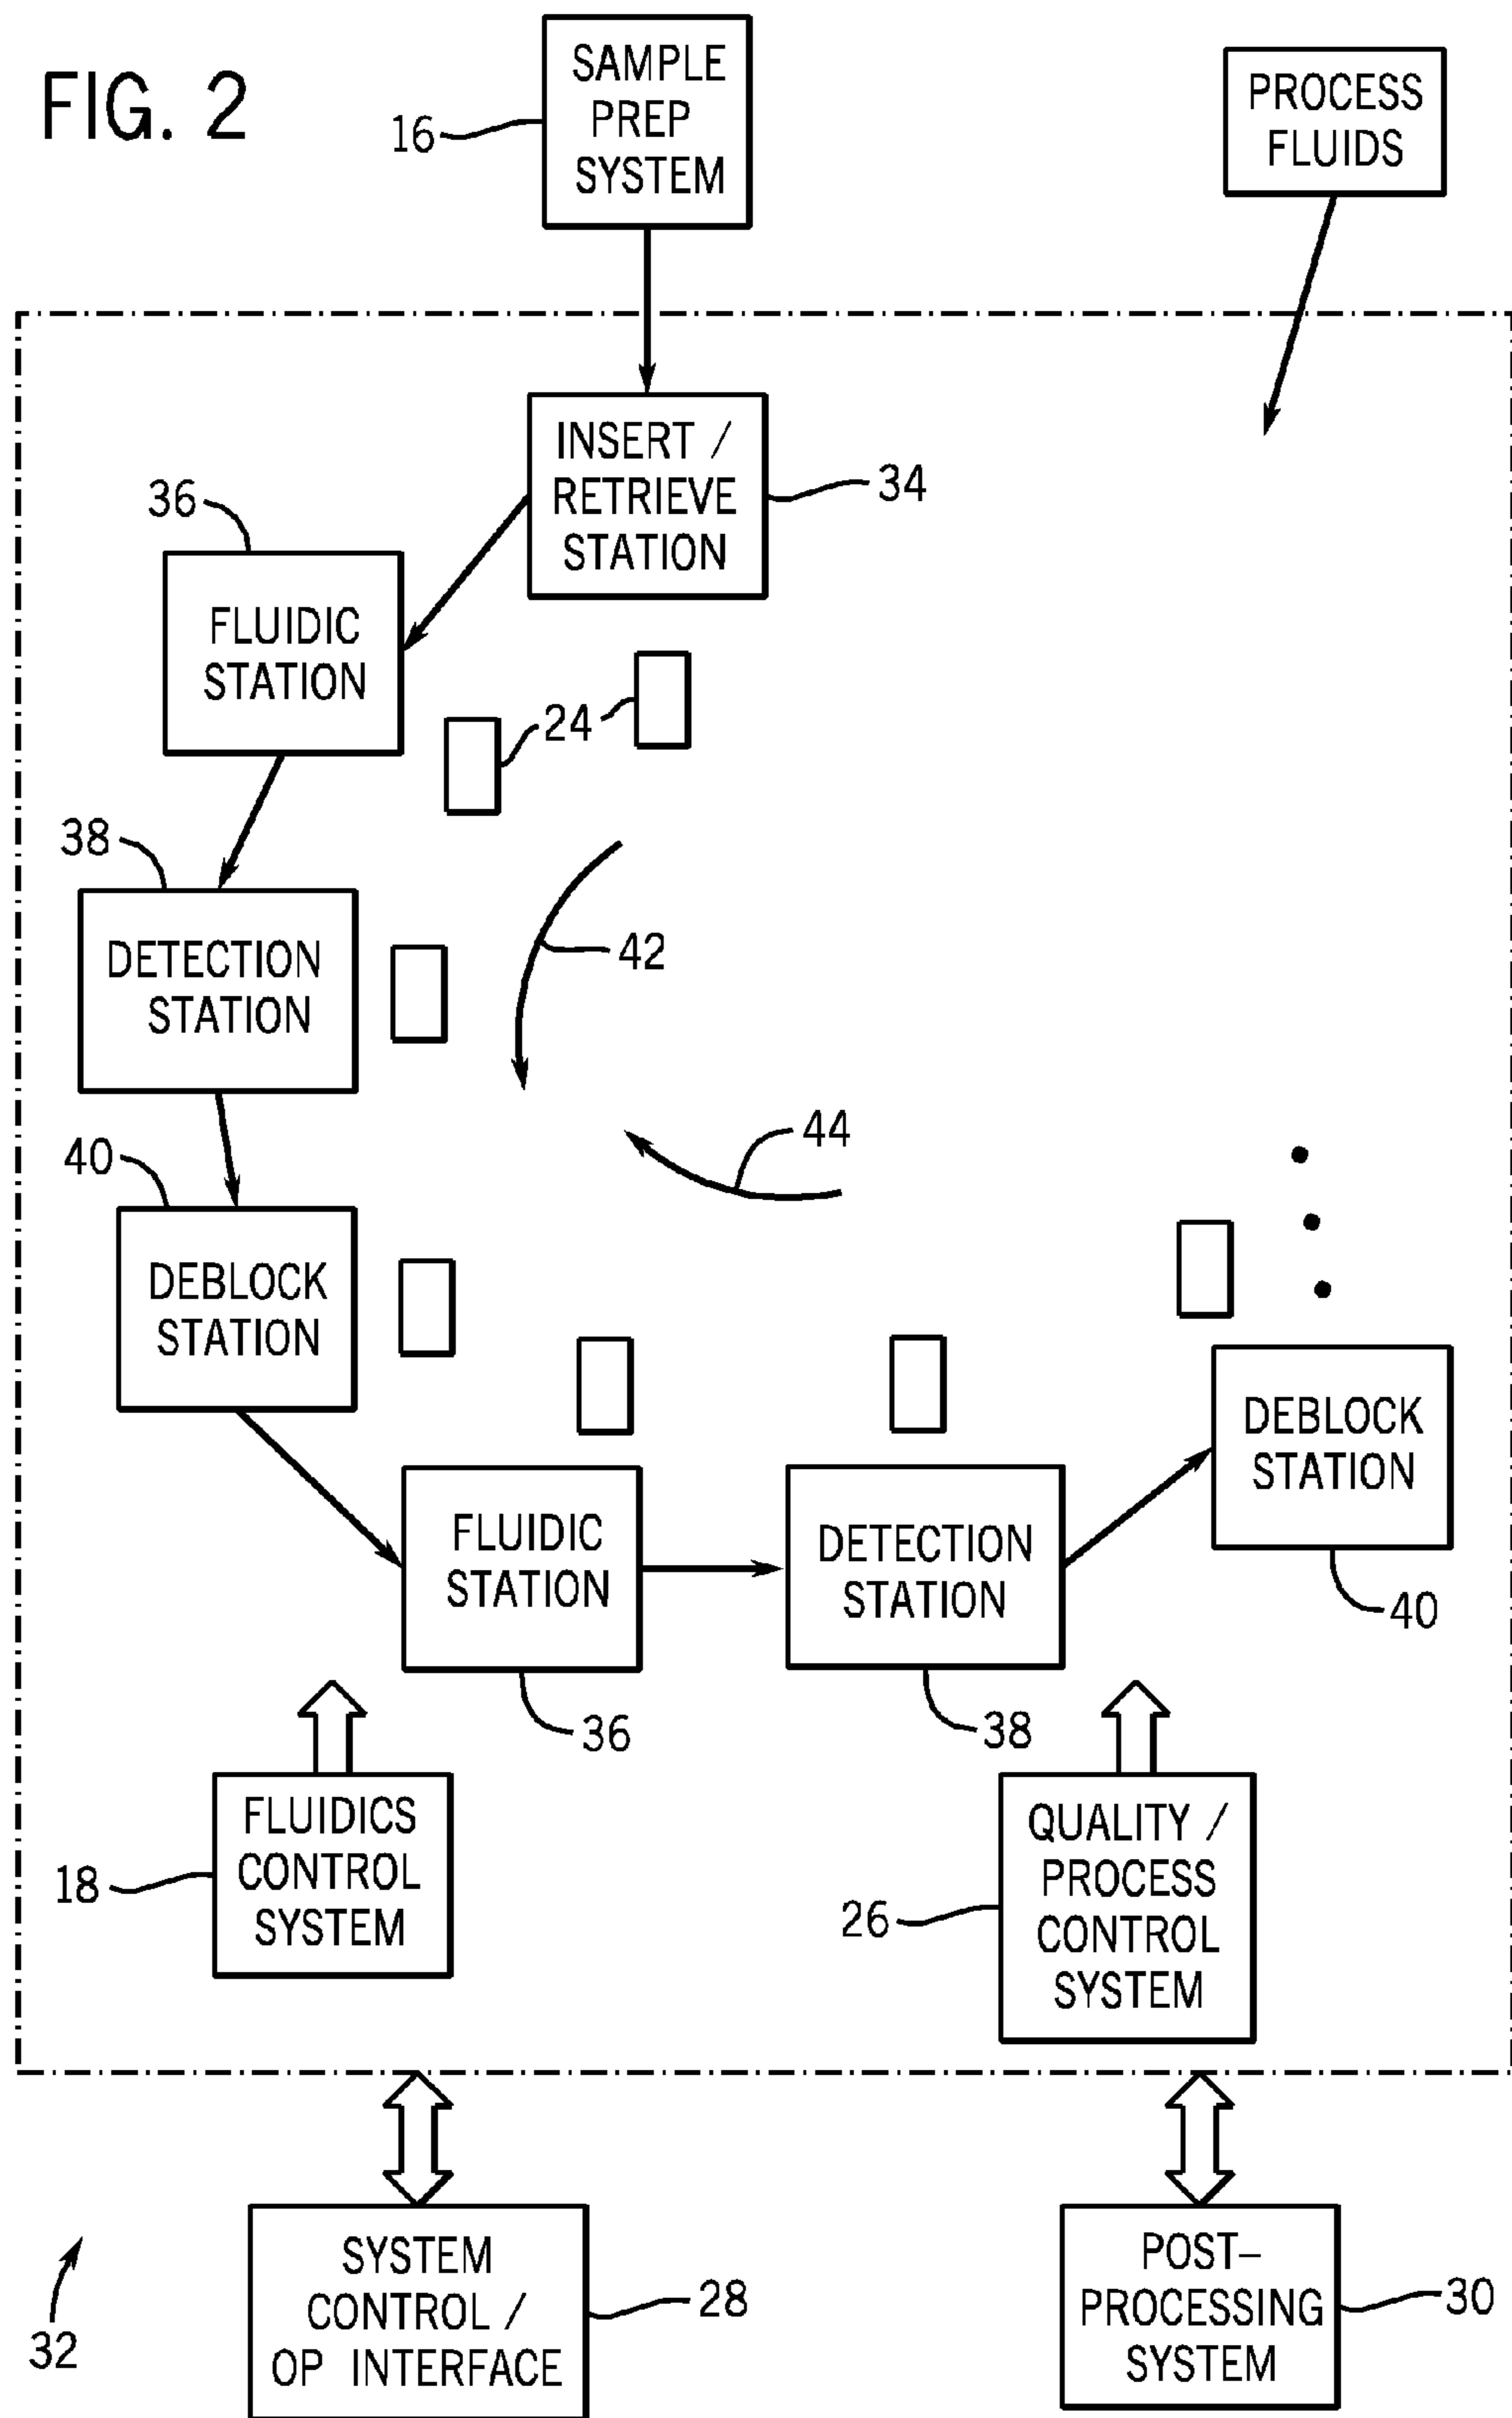 FIG. 2
SAMPLE
PREP
SYSTEM
16
PROCESS
FLUIDS
INSERT /
RETRIEVE
STATION
34
36
FLUIDIC
STATION
24
38
DETECTION
STATION
42
40
DEBLOCK
STATION
44
DEBLOCK
STATION
40
FLUIDIC
STATION
36
DETECTION
STATION
38
FLUIDICS
CONTROL
SYSTEM
18
QUALITY /
PROCESS
CONTROL
SYSTEM
26
SYSTEM
CONTROL /
OP INTERFACE
28
POST–
PROCESSING
SYSTEM
30
32